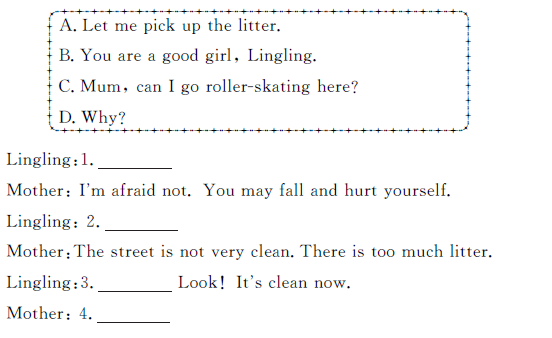 A. Let me pick up the litter.
B. You are a good girl, Lingling.
C. Mum, can I go roller-skating here?
D. Why?
Lingling:1. ________
Mother: I'm afraid not. You may fall and hurt yourself.
Lingling: 2. ________
Mother:The street is not very clean. There is too much litter.
Lingling:3. ________ Look! It's clean now.
Mother: 4. ________